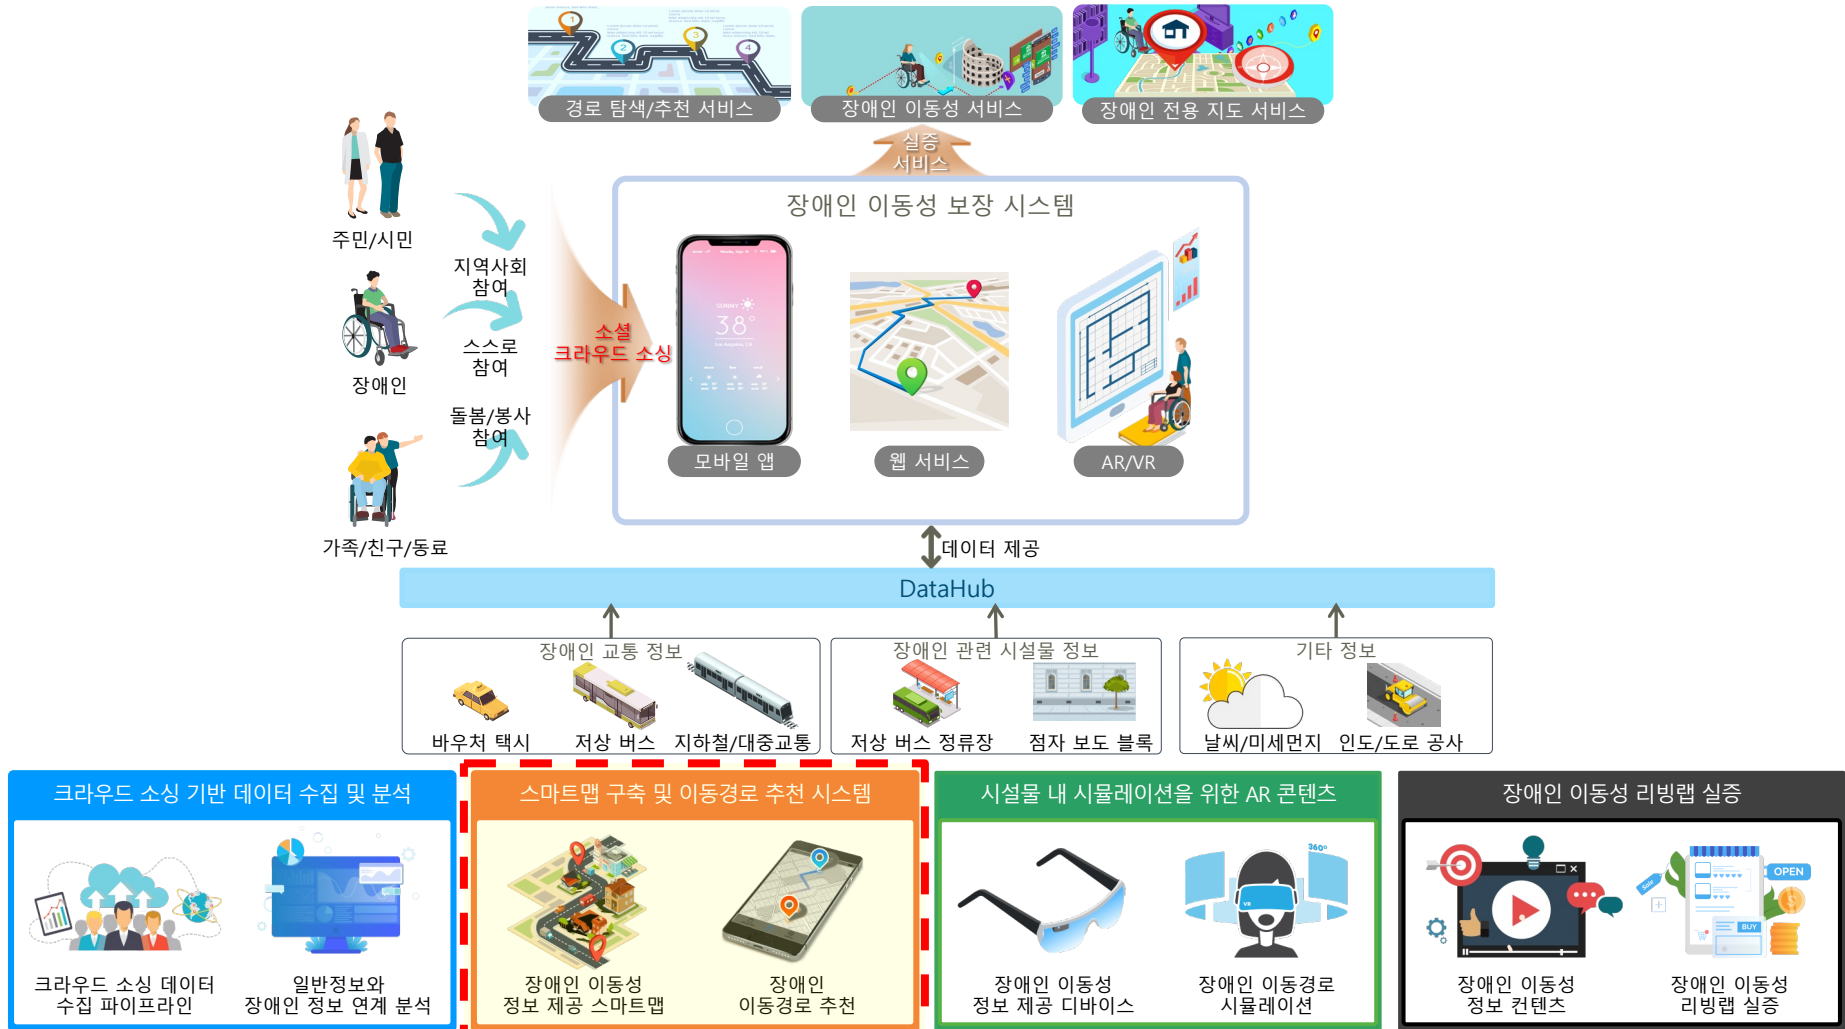 1
2
3
4
경로 탐색/추천 서비스
장애인 이동성 서비스
장애인 전용 지도 서비스
실증
서비스
장애인 이동성 보장 시스템
주민/시민
지역사회
참여
장애인
스스로
참여
돌봄/봉사
참여
가족/친구/동료
소셜
크라우드 소싱
SUNNY
38°
Los Angeles, CA
모바일 앱
웹 서비스
AR/VR
데이터 제공
DataHub
장애인 교통 정보
바우처 택시
저상 버스
지하철/대중교통
장애인 관련 시설물 정보
저상 버스 정류장
점자 보도 블록
기타 정보
날씨/미세먼지
인도/도로 공사
크라우드 소싱 기반 데이터 수집 및 분석
크라우드 소싱 데이터
수집 파이프라인
일반정보와
장애인 정보 연계 분석
스마트맵 구축 및 이동경로 추천 시스템
장애인 이동성
정보 제공 스마트맵
장애인
이동경로 추천
시설물 내 시뮬레이션을 위한 AR 콘텐츠
장애인 이동성
정보 제공 디바이스
360°
VR
장애인 이동경로
시뮬레이션
장애인 이동성 리빙랩 실증
장애인 이동성
정보 컨텐츠
Sale
OPEN
BUY
장애인 이동성
리빙랩 실증